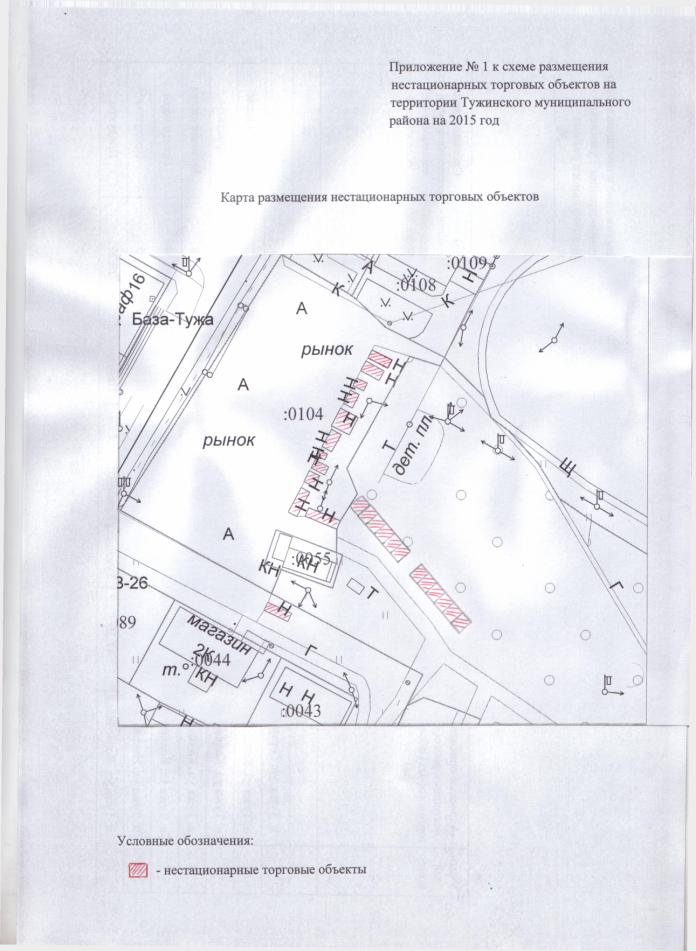 Приложение № 1 к схеме размещения
нестационарных торговых объектов на
территории Тужинского муниципального
района на 2015 год
Карта размещения нестационарных торговых объектов
:0109
А
К
Н
:0108
К
аф16
База-Тужа
А
рынок
Н
Н
А
Н
Н
:0104
Н
рынок
Н
Н
Т
дет. пл.
Щ
Н
Н
Н
А
:0055
КН
КН
З-26
Т
Г
Н
89
магазин
2К
:0044
т.
КН
Г
Н Н
:0043
Н
Условные обозначения:
- нестационарные торговые объекты